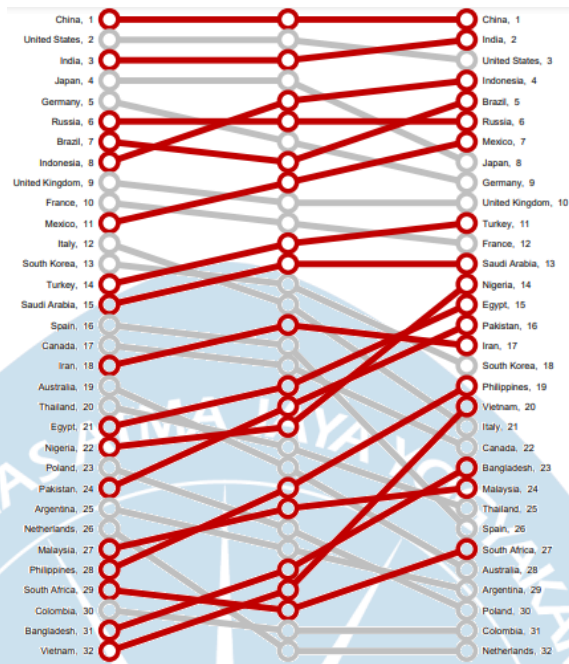 China, 1
United States, 2
India, 3
Japan, 4
Germany, 5
Russia, 6
Brazil, 7
Indonesia, 8
United Kingdom, 9
France, 10
Mexico, 11
Italy, 12
South Korea, 13
Turkey, 14
Saudi Arabia, 15
Spain, 16
Canada, 17
Iran, 18
Australia, 19
Thailand, 20
Egypt, 21
Nigeria, 22
Poland, 23
Pakistan, 24
Argentina, 25
Netherlands, 26
Malaysia, 27
Philippines, 28
South Africa, 29
Colombia, 30
Bangladesh, 31
Vietnam, 32
China, 1
India, 2
United States, 3
Indonesia, 4
Brazil, 5
Russia, 6
Mexico, 7
Japan, 8
Germany, 9
United Kingdom, 10
Turkey, 11
France, 12
Saudi Arabia, 13
Nigeria, 14
Egypt, 15
Pakistan, 16
Iran, 17
South Korea, 18
Philippines, 19
Vietnam, 20
Italy, 21
Canada, 22
Bangladesh, 23
Malaysia, 24
Thailand, 25
Spain, 26
South Africa, 27
Australia, 28
Argentina, 29
Poland, 30
Colombia, 31
Netherlands, 32